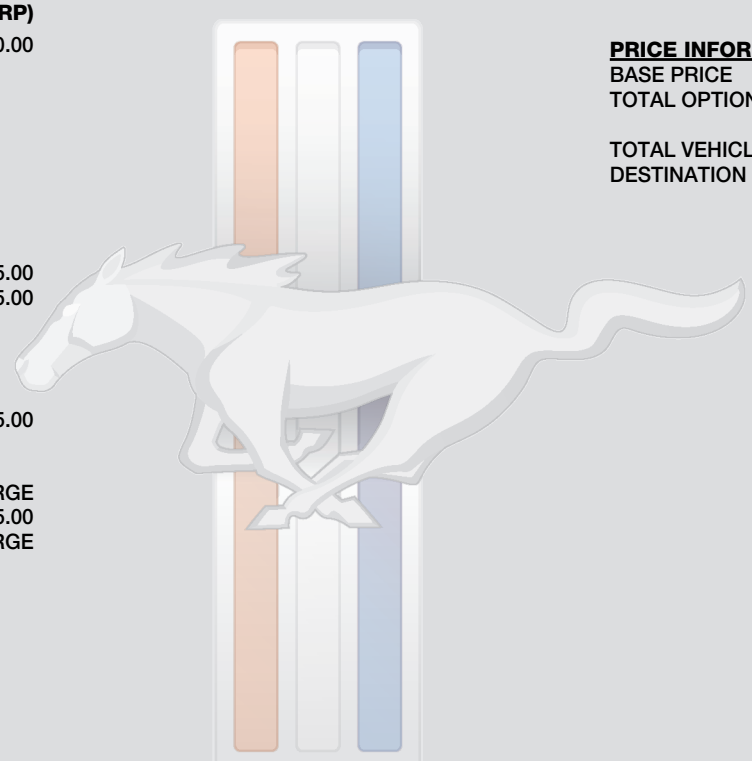 RP)
0.00
5.00
5.00
5.00
RGE
5.00
RGE
PRICE INFOR
BASE PRICE
TOTAL OPTION
TOTAL VEHICL
DESTINATION